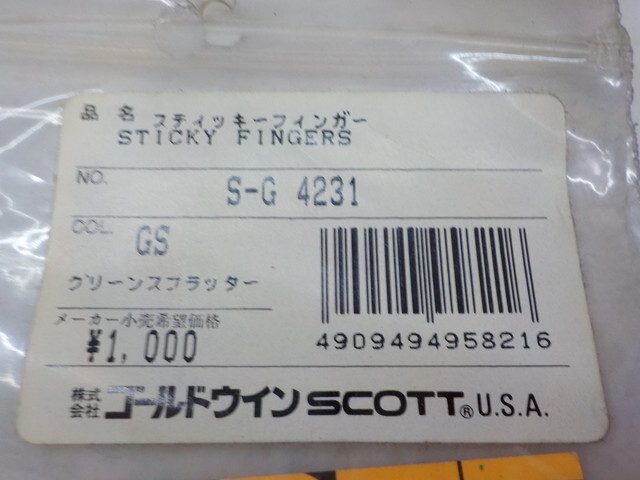 品 名 スティッキーフィンガー
STICKY FINGERS
NO. S-G 4231
COL. GS
グリーンスプラッター
メーカー小売希望価格
¥1,000
4909494958216
株式会社 ゴールドウイン SCOTT® U.S.A.